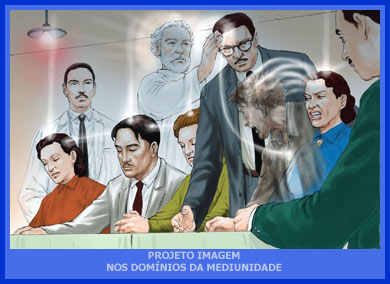 PROJETO IMAGEM
NOS DOMÍNIOS DA MEDIUNIDADE